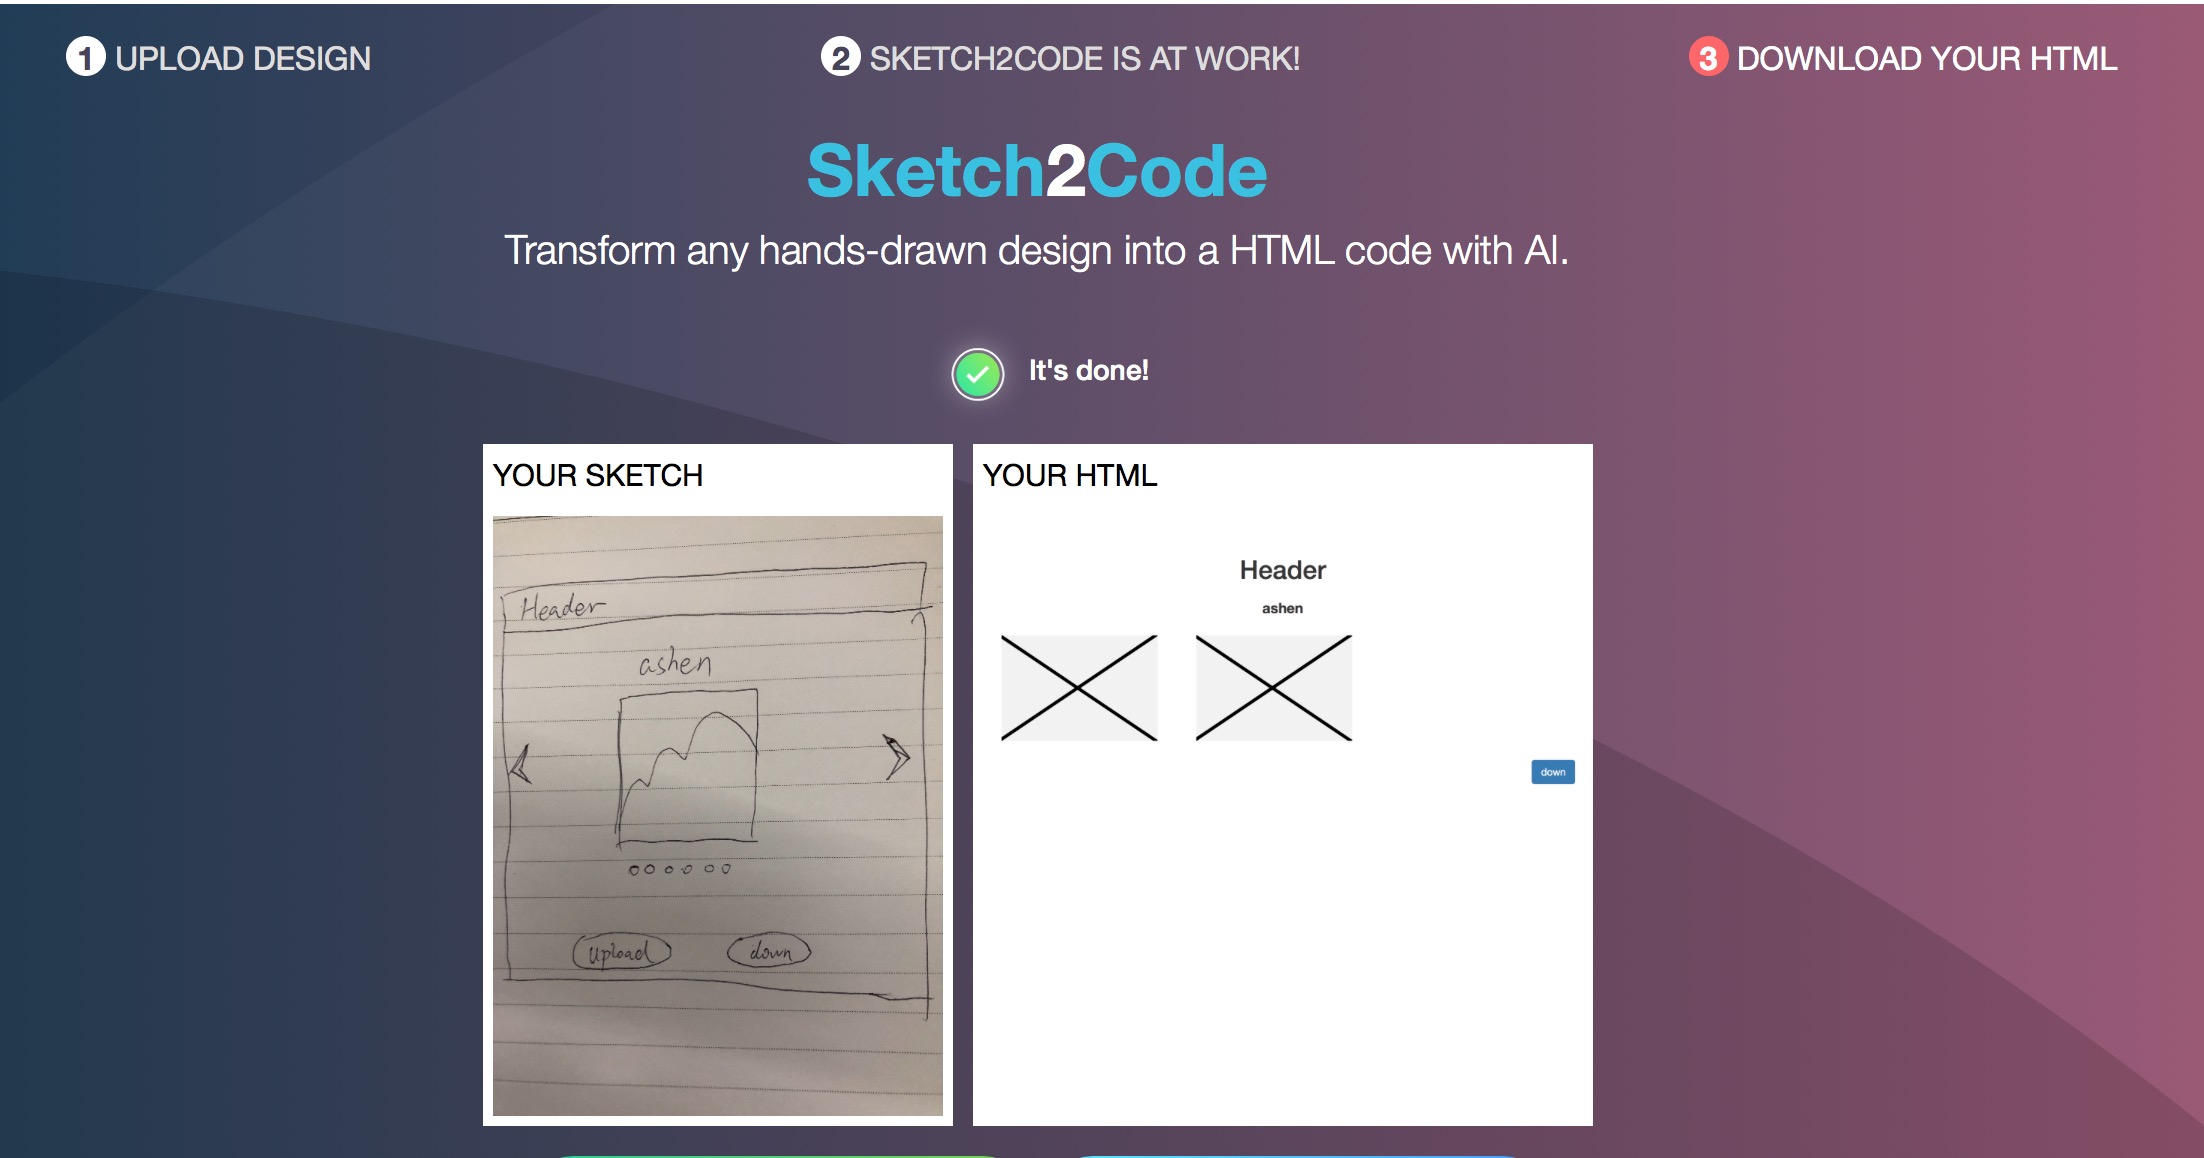 1 UPLOAD DESIGN
2 SKETCH2CODE IS AT WORK!
3 DOWNLOAD YOUR HTML
Sketch2Code
Transform any hands-drawn design into a HTML code with AI.
It's done!
YOUR SKETCH
Header
ashen
upload
down
YOUR HTML
Header
ashen
down